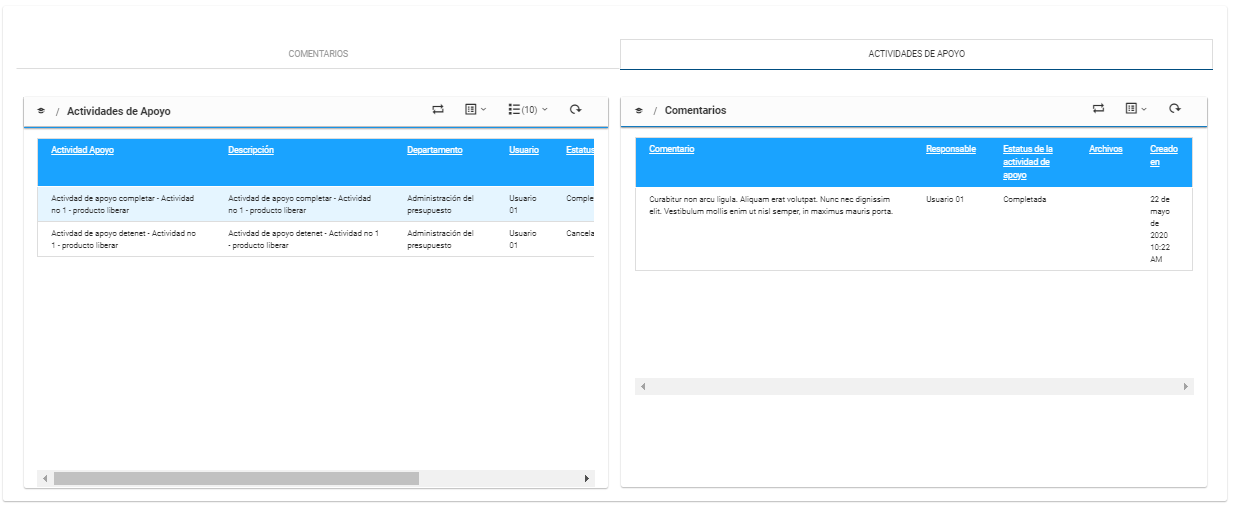 COMENTARIOS
ACTIVIDADES DE APOYO
/ Actividades de Apoyo
(10)
Actividad Apoyo
Descripción
Departamento
Usuario
Estatus
Activdad de apoyo completar - Actividad
no 1 - producto liberar
Activdad de apoyo completar - Actividad
no 1 - producto liberar
Administración del
presupuesto
Usuario
01
Comple
Activdad de apoyo detenet - Actividad no
1 - producto liberar
Activdad de apoyo detenet - Actividad no 1
- producto liberar
Administración del
presupuesto
Usuario
01
Cancela
/ Comentarios
Comentario
Responsable
Estatus de la
actividad de
apoyo
Archivos
Creado
en
Curabitur non arcu ligula. Aliquam erat volutpat. Nunc nec dignissim
elit. Vestibulum mollis enim ut nisl semper, in maximus mauris porta.
Usuario 01
Completada
22 de
mayo
de
2020
10:22
AM